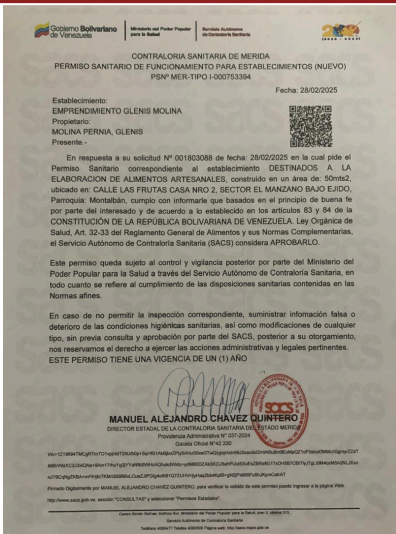 Gobierno Bolivariano de Venezuela
Ministerio del Poder Popular para la Salud
Servicio Autónomo de Contraloría Sanitaria
CONTRALORIA SANITARIA DE MERIDA
PERMISO SANITARIO DE FUNCIONAMIENTO PARA ESTABLECIMIENTOS (NUEVO)
PSNº MER-TIPO I-000753394
Fecha: 28/02/2025
Establecimiento:
EMPRENDIMIENTO GLENIS MOLINA
Propietario:
MOLINA PERNIA, GLENIS
Presente.-
En respuesta a su solicitud Nº 001803088 de fecha: 28/02/2025 en la cual pide el
Permiso Sanitario correspondiente al establecimiento DESTINADOS A LA
ELABORACION DE ALIMENTOS ARTESANALES, construido en un área de: 50mts2,
ubicado en: CALLE LAS FRUTAS CASA NRO 2, SECTOR EL MANZANO BAJO EJIDO,
Parroquia: Montalbán, cumplo con informarle que basados en el principio de buena fe
por parte del interesado y de acuerdo a lo establecido en los artículos 83 y 84 de la
CONSTITUCIÓN DE LA REPÚBLICA BOLIVARIANA DE VENEZUELA. Ley Orgánica de
Salud, Art. 32-33 del Reglamento General de Alimentos y sus Normas Complementarias,
el Servicio Autónomo de Contraloría Sanitaria (SACS) considera APROBARLO.
Este permiso queda sujeto al control y vigilancia posterior por parte del Ministerio del
Poder Popular para la Salud a través del Servicio Autónomo de Contraloría Sanitaria, en
todo cuanto se refiere al cumplimiento de las disposiciones sanitarias contenidas en las
Normas afines.
En caso de no permitir la inspección correspondiente, suministrar infomación falsa o
deterioro de las condiciones higiénicas sanitarias, así como modificaciones de cualquier
tipo, sin previa consulta y aprobación por parte del SACS, posterior a su otorgamiento,
nos reservamos el derecho a ejercer las acciones administrativas y legales pertinentes.
ESTE PERMISO TIENE UNA VIGENCIA DE UN (1) AÑO
SACS
MANUEL ALEJANDRO CHAVEZ QUINTERO
DIRECTOR ESTADAL DE LA CONTRALORIA SANITARIA DEL ESTADO MERIDA
Providencia Administrativa Nº 037-2024
Gaceta Oficial Nº42.330
Firmado Digitalmente por MANUEL ALEJANDRO CHAVEZ QUINTERO, para verificar la validez de este permiso puede ingresar a la página Web
http://www.sacs.gob.ve, sección "CONSULTAS" y seleccionar "Permisos Estadales".
Servicio Autónomo de Contraloría Sanitaria